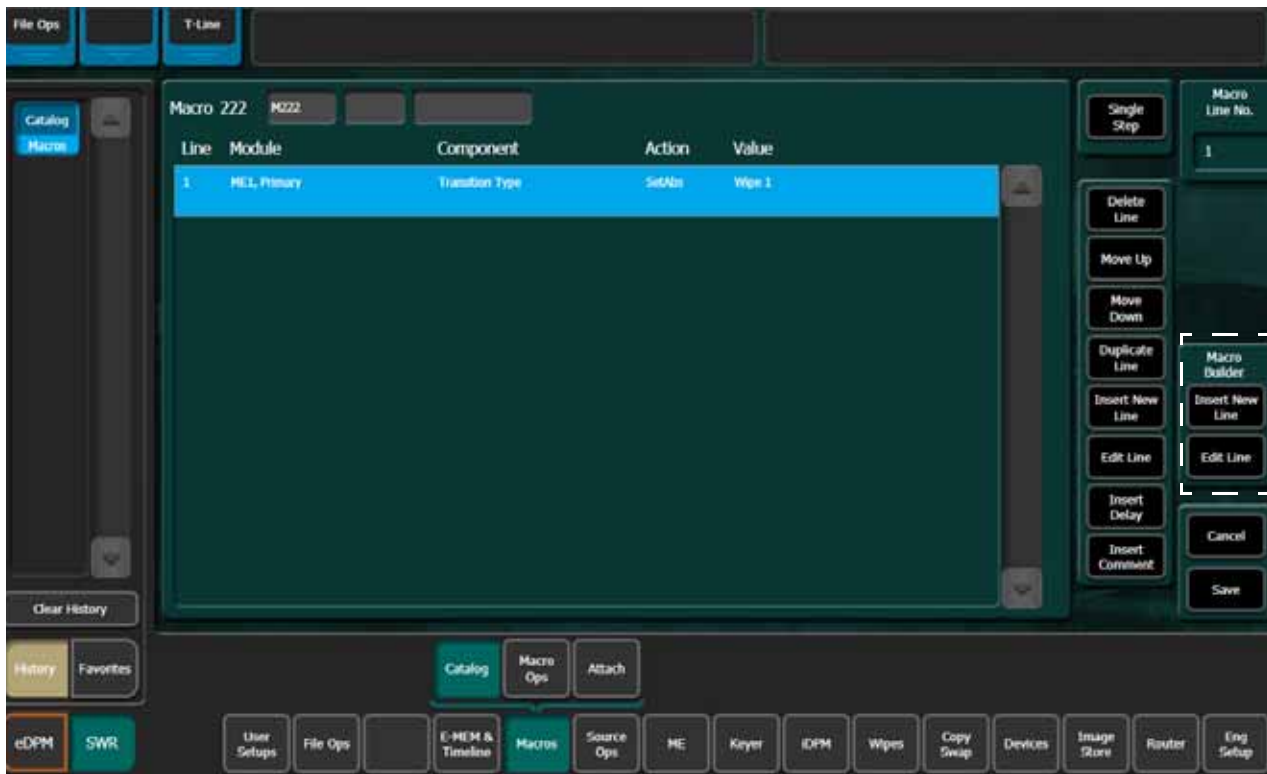 File Ops
T-Line
Catalog
Macros
Clear History
History
Favorites
eDPM
SWR
Macro 222 M222
Line Module Component Action Value
1 ME1, Primary Transition Type SetAbs Wipe 1
Single
Step
Delete
Line
Move Up
Move
Down
Duplicate
Line
Insert New
Line
Edit Line
Insert
Delay
Insert
Comment
Macro
Line No.
1
Macro
Builder
Insert New
Line
Edit Line
Cancel
Save
Catalog
Macro
Ops
Attach
User
Setups
File Ops
E-MEM &
Timeline
Macros
Source
Ops
ME
Keyer
iDPM
Wipes
Copy
Swap
Devices
Image
Store
Router
Eng
Setup